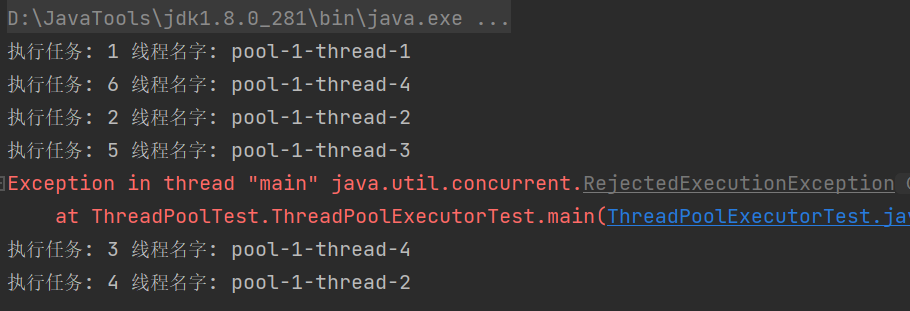 D:\JavaTools\jdk1.8.0_281\bin\java.exe ...
执行任务: 1 线程名字: pool-1-thread-1
执行任务: 6 线程名字: pool-1-thread-4
执行任务: 2 线程名字: pool-1-thread-2
执行任务: 5 线程名字: pool-1-thread-3
Exception in thread "main" java.util.concurrent.RejectedExecutionException
at ThreadPoolTest.ThreadPoolExecutorTest.main(ThreadPoolExecutorTest.jav
执行任务: 3 线程名字: pool-1-thread-4
执行任务: 4 线程名字: pool-1-thread-2